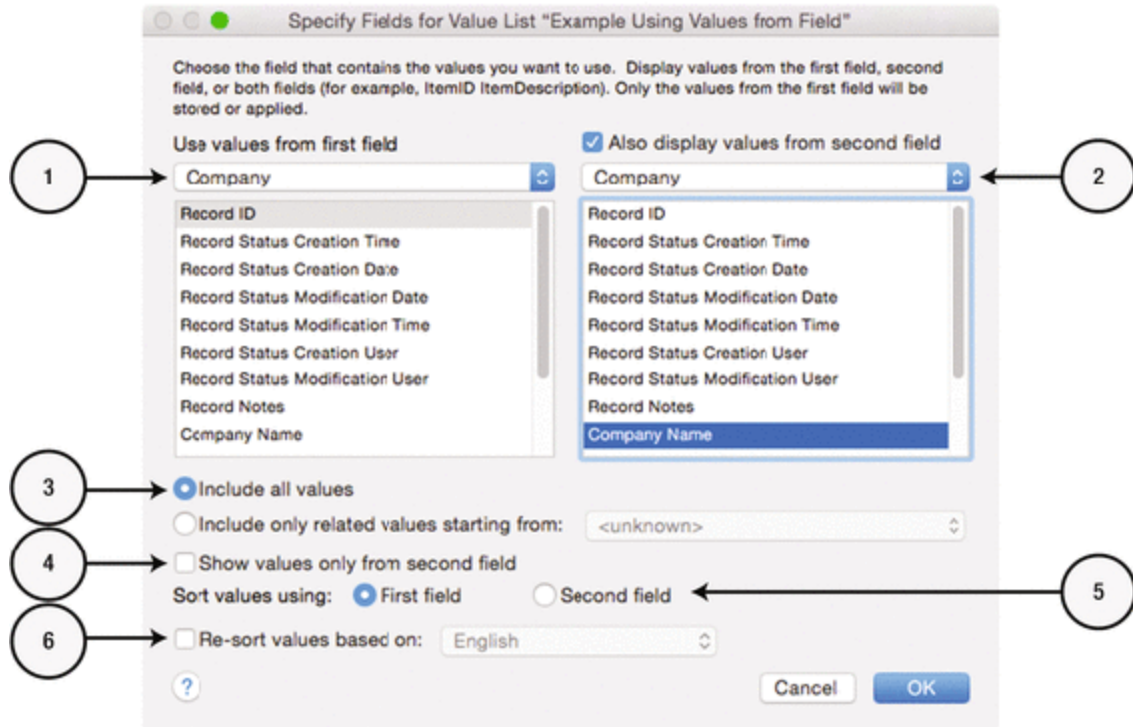 Specify Fields for Value List "Example Using Values from Field"
Choose the field that contains the values you want to use. Display values from the first field, second
field, or both fields (for example, ItemID ItemDescription). Only the values from the first field will be
stored or applied.
Use values from first field
Also display values from second field
1
Company
Company
2
Record ID
Record Status Creation Time
Record Status Creation Date
Record Status Modification Date
Record Status Modification Time
Record Status Creation User
Record Status Modification User
Record Notes
Company Name
Record ID
Record Status Creation Time
Record Status Creation Date
Record Status Modification Date
Record Status Modification Time
Record Status Creation User
Record Status Modification User
Record Notes
Company Name
3
Include all values
Include only related values starting from:
<unknown>
4
Show values only from second field
Sort values using:
First field
Second field
5
6
Re-sort values based on:
English
?
Cancel
OK